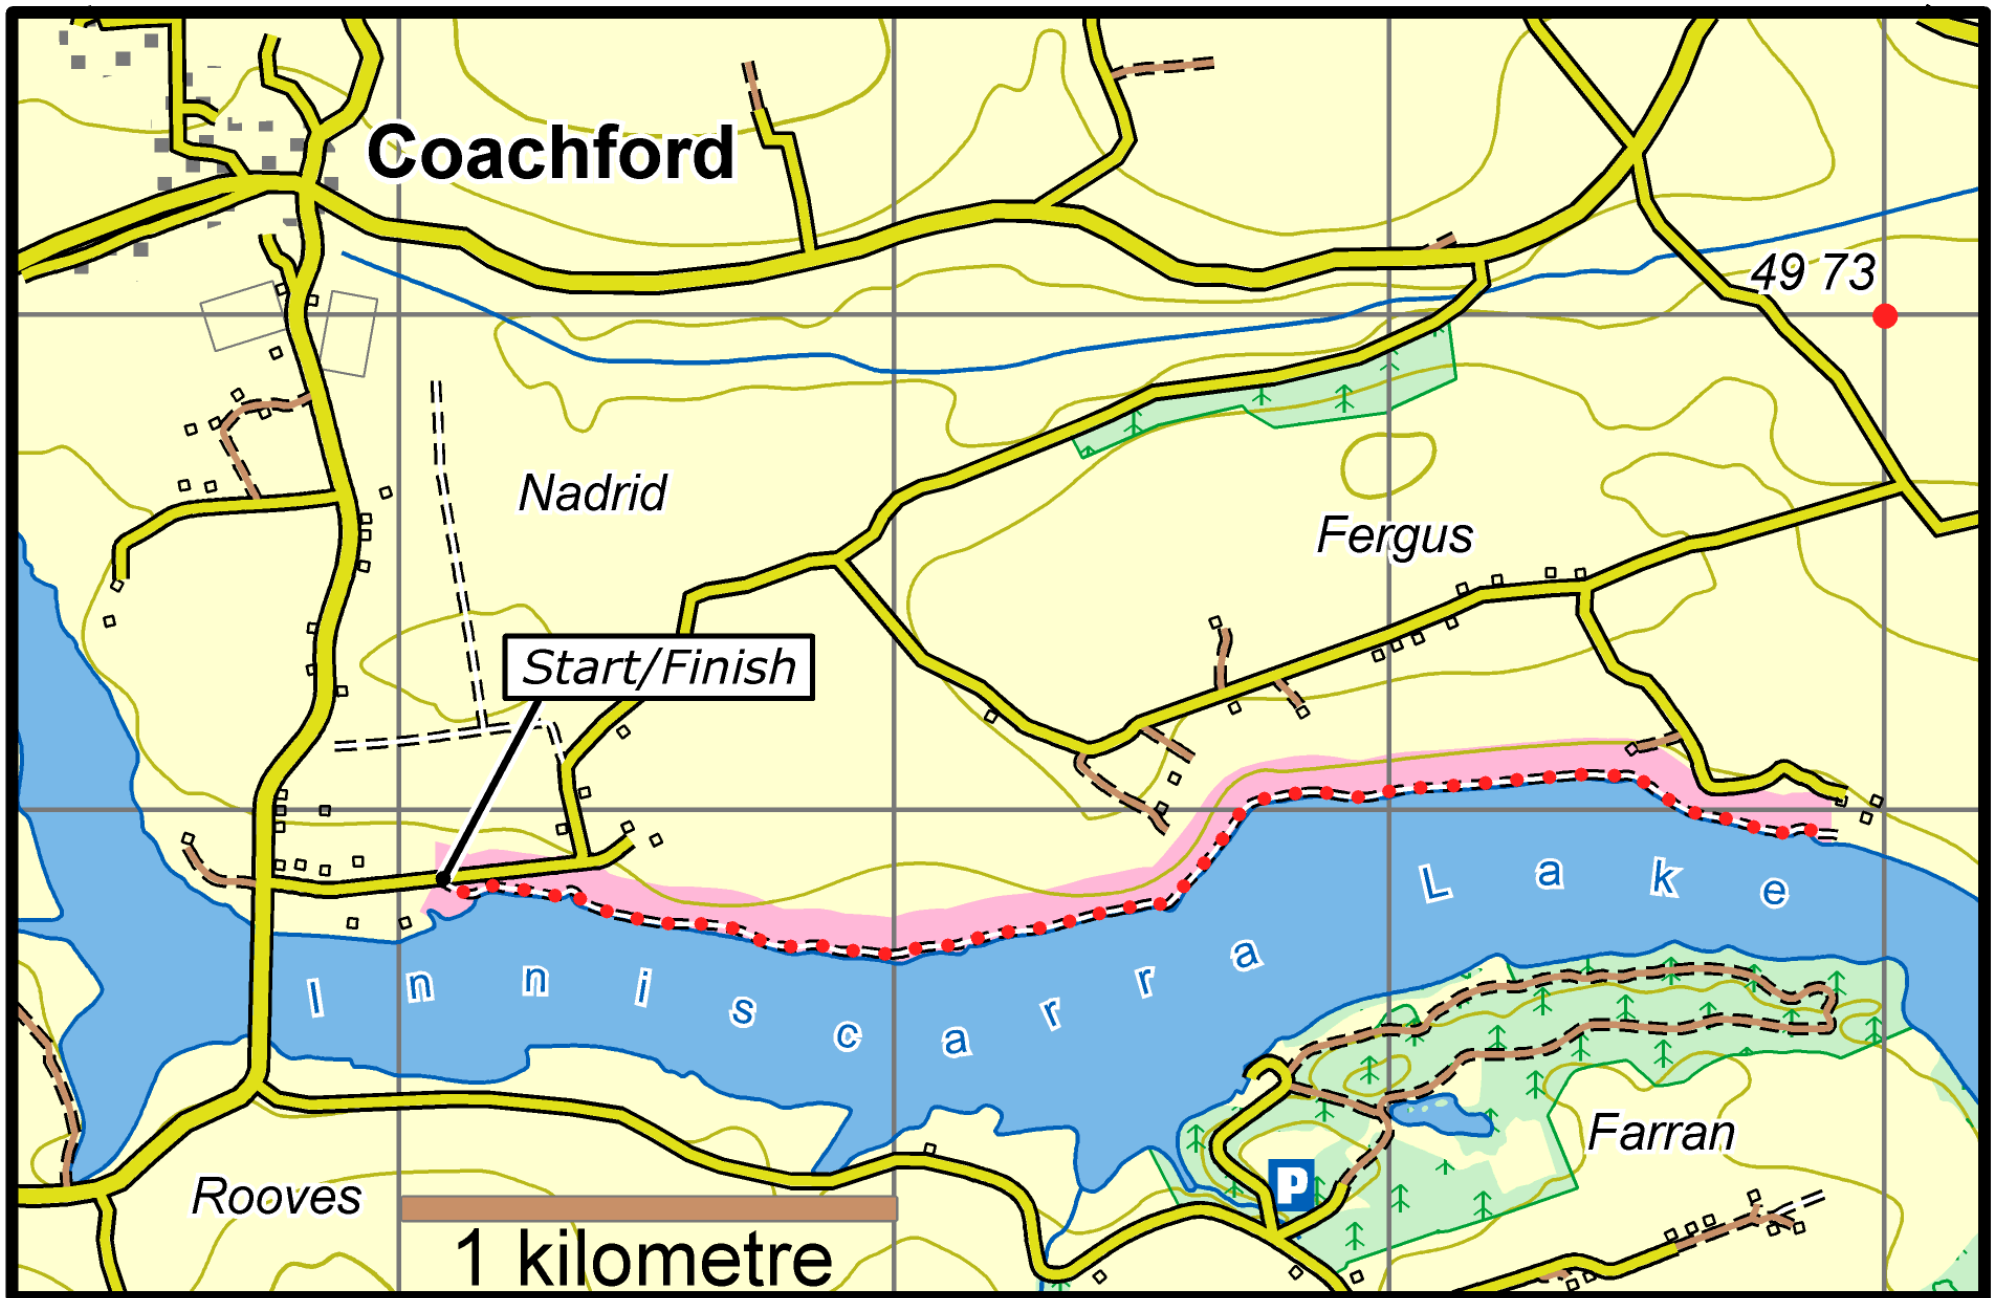 Coachford
49 73
Nadrid
Fergus
Start/Finish
Inniscarra Lake
Farran
P
Rooves
1 kilometre